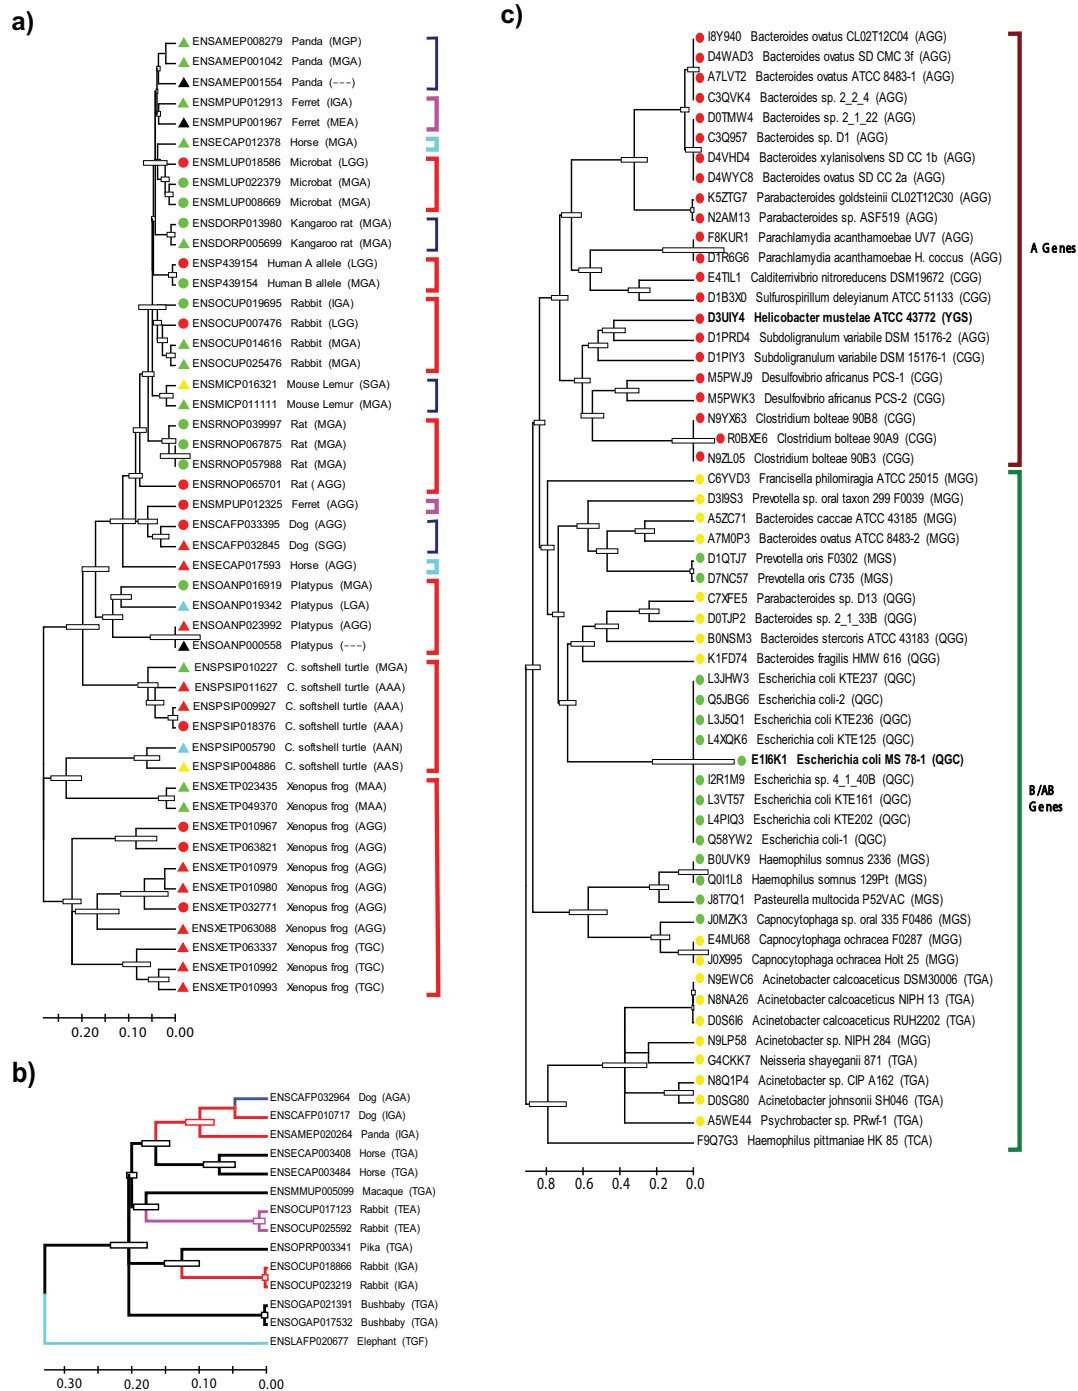 a)
ENSAMEP008279 Panda (MGP)
ENSAMEP001042 Panda (MGA)
ENSAMEP001554 Panda (---)
ENSMPUP012913 Ferret (IGA)
ENSMPUP001967 Ferret (MEA)
ENSECAP012378 Horse (MGA)
ENSMLUP018586 Microbat (LGG)
ENSMLUP022379 Microbat (MGA)
ENSMLUP008669 Microbat (MGA)
ENSDORP013980 Kangaroo rat (MGA)
ENSDORP005699 Kangaroo rat (MGA)
ENSP439154 Human A allele (LGG)
ENSP439154 Human B allele (MGA)
ENSOCUP019695 Rabbit (IGA)
ENSOCUP007476 Rabbit (LGG)
ENSOCUP014616 Rabbit (MGA)
ENSOCUP025476 Rabbit (MGA)
ENSMICP016321 Mouse Lemur (SGA)
ENSMICP011111 Mouse Lemur (MGA)
ENSRNOP039997 Rat (MGA)
ENSRNOP067875 Rat (MGA)
ENSRNOP057988 Rat (MGA)
ENSRNOP065701 Rat ( AGG)
ENSMPUP012325 Ferret (AGG)
ENSCAFP033395 Dog (AGG)
ENSCAFP032845 Dog (SGG)
ENSECAP017593 Horse (AGG)
ENSOANP016919 Platypus (MGA)
ENSOANP019342 Platypus (LGA)
ENSOANP023992 Platypus (AGG)
ENSOANP000558 Platypus (---)
ENSPSIP010227 C. softshell turtle (MGA)
ENSPSIP011627 C. softshell turtle (AAA)
ENSPSIP009927 C. softshell turtle (AAA)
ENSPSIP018376 C. softshell turtle (AAA)
ENSPSIP005790 C. softshell turtle (AAN)
ENSPSIP004886 C. softshell turtle (AAS)
ENSXETP023435 Xenopus frog (MAA)
ENSXETP049370 Xenopus frog (MAA)
ENSXETP010967 Xenopus frog (AGG)
ENSXETP063821 Xenopus frog (AGG)
ENSXETP010979 Xenopus frog (AGG)
ENSXETP010980 Xenopus frog (AGG)
ENSXETP032771 Xenopus frog (AGG)
ENSXETP063088 Xenopus frog (AGG)
ENSXETP063337 Xenopus frog (TGC)
ENSXETP010992 Xenopus frog (TGC)
ENSXETP010993 Xenopus frog (TGC)
0.20 0.10 0.00
b)
ENSCAFP032964 Dog (AGA)
ENSCAFP010717 Dog (IGA)
ENSAMEP020264 Panda (IGA)
ENSECAP003408 Horse (TGA)
ENSECAP003484 Horse (TGA)
ENSMMUP005099 Macaque (TGA)
ENSOCUP017123 Rabbit (TEA)
ENSOCUP025592 Rabbit (TEA)
ENSOPRP003341 Pika (TGA)
ENSOCUP018866 Rabbit (IGA)
ENSOCUP023219 Rabbit (IGA)
ENSOGAP021391 Bushbaby (TGA)
ENSOGAP017532 Bushbaby (TGA)
ENSLAFP020677 Elephant (TGF)
0.30 0.20 0.10 0.00
c)
I8Y940 Bacteroides ovatus CL02T12C04 (AGG)
D4WAD3 Bacteroides ovatus SD CMC 3f (AGG)
A7LVT2 Bacteroides ovatus ATCC 8483-1 (AGG)
C3QVK4 Bacteroides sp. 2_2_4 (AGG)
D0TMW4 Bacteroides sp. 2_1_22 (AGG)
C3Q957 Bacteroides sp. D1 (AGG)
D4VHD4 Bacteroides xylanisolvens SD CC 1b (AGG)
D4WYC8 Bacteroides ovatus SD CC 2a (AGG)
K5ZTG7 Parabacteroides goldsteinii CL02T12C30 (AGG)
N2AM13 Parabacteroides sp. ASF519 (AGG)
F8KUR1 Parachlamydia acanthamoebae UV7 (AGG)
D1R6G6 Parachlamydia acanthamoebae H. coccus (AGG)
E4TIL1 Calditerrivibrio nitroreducens DSM19672 (CGG)
D1B3X0 Sulfurospirillum deleyianum ATCC 51133 (CGG)
D3UIY4 Helicobacter mustelae ATCC 43772 (YGS)
D1PRD4 Subdoligranulum variabile DSM 15176-2 (AGG)
D1PIY3 Subdoligranulum variabile DSM 15176-1 (CGG)
M5PWJ9 Desulfovibrio africanus PCS-1 (CGG)
M5PWK3 Desulfovibrio africanus PCS-2 (CGG)
N9YX63 Clostridium bolteae 90B8 (CGG)
R0BXE6 Clostridium bolteae 90A9 (CGG)
N9ZL05 Clostridium bolteae 90B3 (CGG)
A Genes
C6YVD3 Francisella philomiragia ATCC 25015 (MGG)
D3I9S3 Prevotella sp. oral taxon 299 F0039 (MGG)
A5ZC71 Bacteroides caccae ATCC 43185 (MGG)
A7M0P3 Bacteroides ovatus ATCC 8483-2 (MGG)
D1QTJ7 Prevotella oris F0302 (MGS)
D7NC57 Prevotella oris C735 (MGS)
C7XFE5 Parabacteroides sp. D13 (QGG)
D0TJP2 Bacteroides sp. 2_1_33B (QGG)
B0NSM3 Bacteroides stercoris ATCC 43183 (QGG)
K1FD74 Bacteroides fragilis HMW 616 (QGG)
L3JHW3 Escherichia coli KTE237 (QGC)
Q5JBG6 Escherichia coli-2 (QGC)
L3J5Q1 Escherichia coli KTE236 (QGC)
L4XQK6 Escherichia coli KTE125 (QGC)
E1I6K1 Escherichia coli MS 78-1 (QGC)
I2R1M9 Escherichia sp. 4_1_40B (QGC)
L3VT57 Escherichia coli KTE161 (QGC)
L4PIQ3 Escherichia coli KTE202 (QGC)
Q58YW2 Escherichia coli-1 (QGC)
B0UVK9 Haemophilus somnus 2336 (MGS)
Q0I1L8 Haemophilus somnus 129Pt (MGS)
J8T7Q1 Pasteurella multocida P52VAC (MGS)
J0MZK3 Capnocytophaga sp. oral 335 F0486 (MGS)
E4MU68 Capnocytophaga ochracea F0287 (MGG)
J0X995 Capnocytophaga ochracea Holt 25 (MGG)
N9EWC6 Acinetobacter calcoaceticus DSM30006 (TGA)
N8NA26 Acinetobacter calcoaceticus NIPH 13 (TGA)
D0S6I6 Acinetobacter calcoaceticus RUH2202 (TGA)
N9LP58 Acinetobacter sp. NIPH 284 (MGG)
G4CKK7 Neisseria shayeganii 871 (TGA)
N8Q1P4 Acinetobacter sp. CIP A162 (TGA)
D0SG80 Acinetobacter johnsonii SH046 (TGA)
A5WE44 Psychrobacter sp. PRwf-1 (TGA)
F9Q7G3 Haemophilus pittmaniae HK 85 (TCA)
B/AB
Genes
0.8 0.6 0.4 0.2 0.0